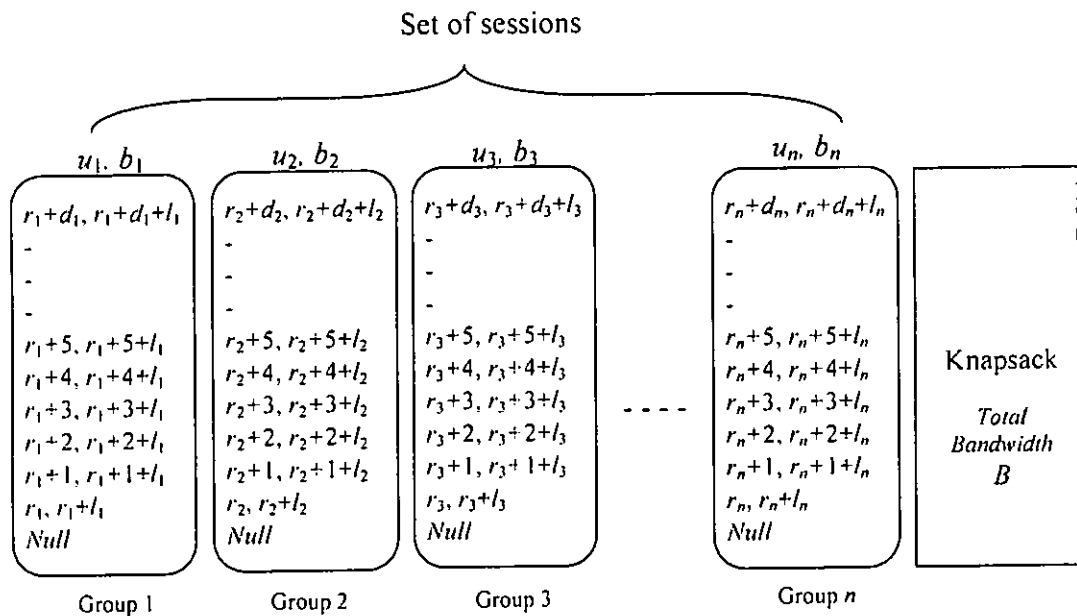 Set of sessions
u₁, b₁ u₂, b₂ u₃, b₃ uₙ, bₙ
r₁+d₁, r₁+d₁+l₁ r₂+d₂, r₂+d₂+l₂ r₃+d₃, r₃+d₃+l₃ rₙ+dₙ, rₙ+dₙ+lₙ
- - - -
- - - -
- - - -
r₁+5, r₁+5+l₁ r₂+5, r₂+5+l₂ r₃+5, r₃+5+l₃ rₙ+5, rₙ+5+lₙ
r₁+4, r₁+4+l₁ r₂+4, r₂+4+l₂ r₃+4, r₃+4+l₃ rₙ+4, rₙ+4+lₙ
r₁+3, r₁+3+l₁ r₂+3, r₂+3+l₂ r₃+3, r₃+3+l₃ rₙ+3, rₙ+3+lₙ
r₁+2, r₁+2+l₁ r₂+2, r₂+2+l₂ r₃+2, r₃+2+l₃ - - - - rₙ+2, rₙ+2+lₙ
r₁+1, r₁+1+l₁ r₂+1, r₂+1+l₂ r₃+1, r₃+1+l₃ rₙ+1, rₙ+1+lₙ
r₁, r₁+l₁ r₂, r₂+l₂ r₃, r₃+l₃ rₙ, rₙ+lₙ
Null Null Null Null
Knapsack
Total
Bandwidth
B
Group 1 Group 2 Group 3 Group n